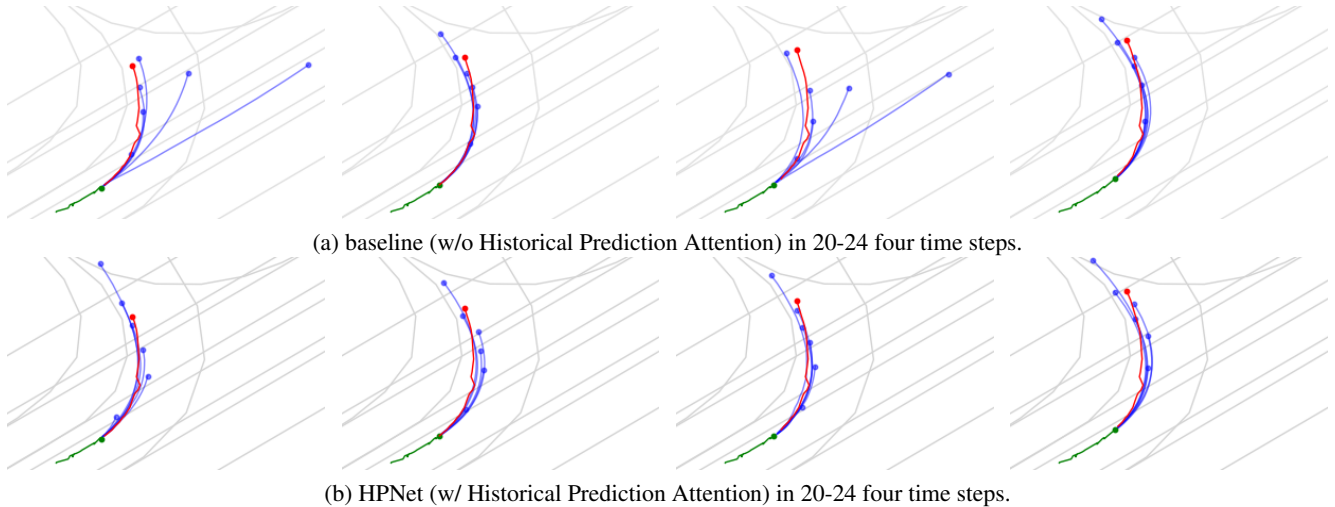 (a) baseline (w/o Historical Prediction Attention) in 20-24 four time steps.
(b) HPNet (w/ Historical Prediction Attention) in 20-24 four time steps.